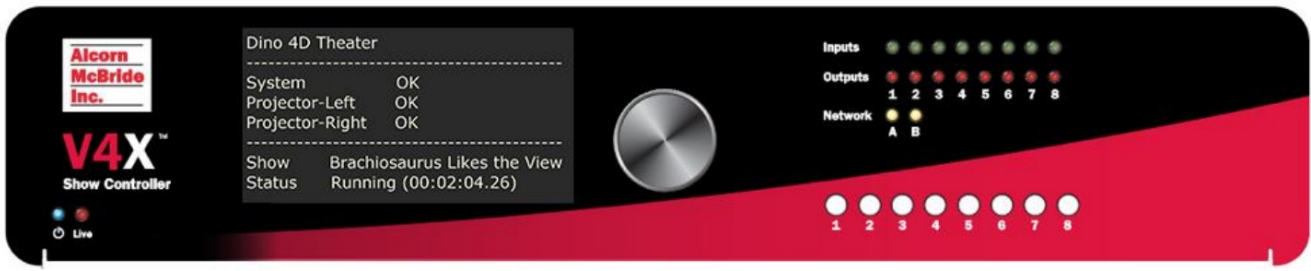 Alcorn
McBride
Inc.
V4X™
Show Controller
Live
Dino 4D Theater
-----------------------------------------
System OK
Projector-Left OK
Projector-Right OK
-----------------------------------------
Show Brachiosaurus Likes the View
Status Running (00:02:04.26)
Inputs
Outputs
1 2 3 4 5 6 7 8
Network
A B
1 2 3 4 5 6 7 8